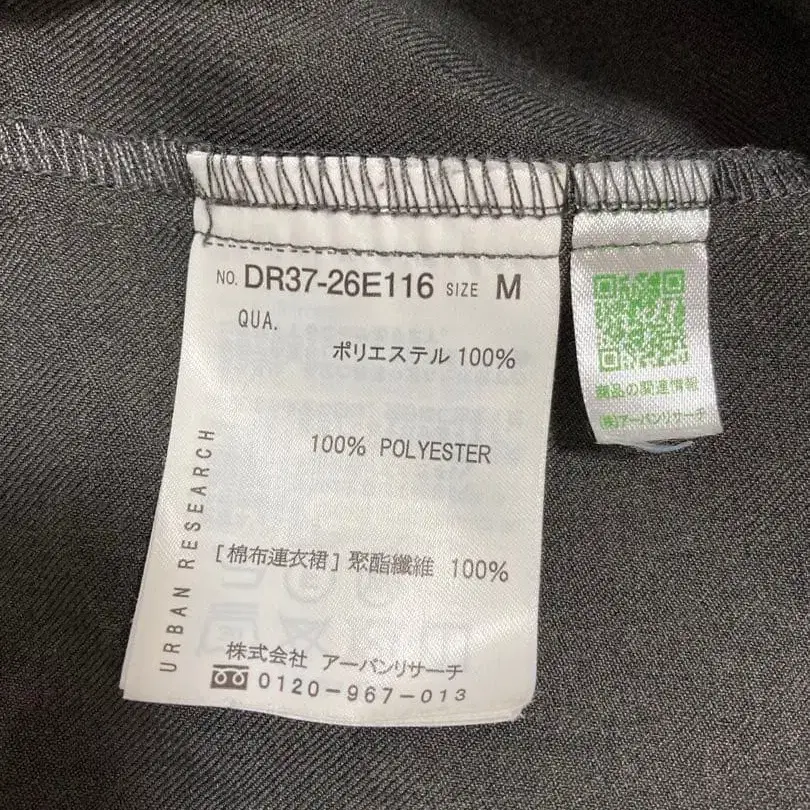 NO. DR37-26E116 SIZE M
QUA.
ポリエステル 100%
100% POLYESTER
[棉布連衣裙] 聚酯纖維 100%
株式会社 アーバンリサーチ
0120-967-013
URBAN RESEARCH
商品の関連情報
(株)アーバンリサーチ